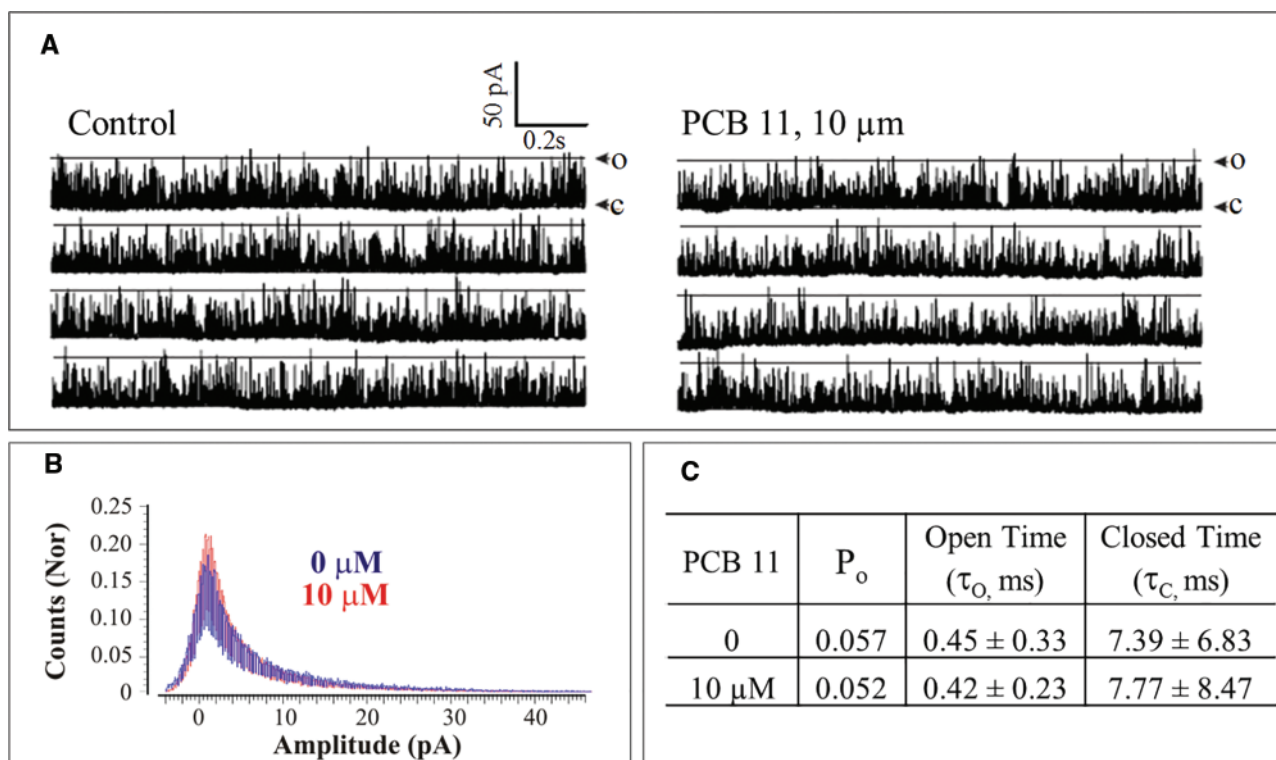 A
Control
50 pA
0.2s
PCB 11, 10 µm
o
c
o
c
B
Counts (Nor)
0.25
0.20
0.15
0.10
0.05
0
0 µM
10 µM
0 10 20 30 40
Amplitude (pA)
C
PCB 11 Po Open Time (τO, ms) Closed Time (τC, ms)
0 0.057 0.45 ± 0.33 7.39 ± 6.83
10 µM 0.052 0.42 ± 0.23 7.77 ± 8.47